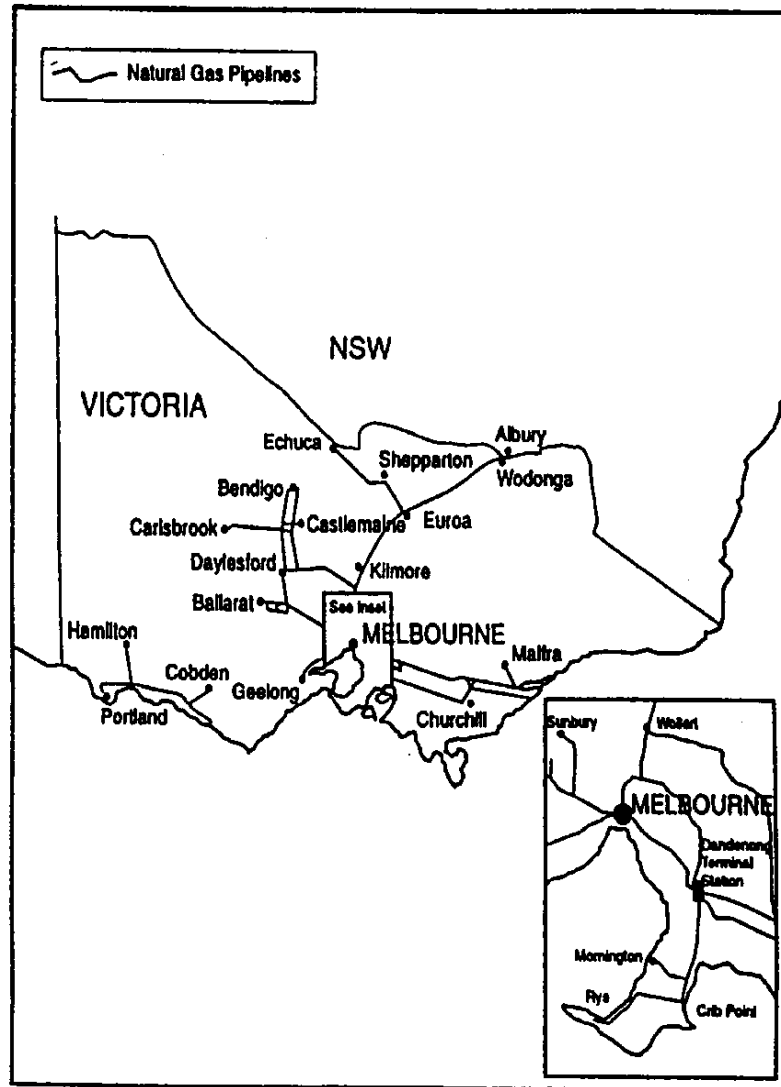 Natural Gas Pipelines
NSW
VICTORIA
Echuca
Albury
Shepparton
Wodonga
Bendigo
Carlsbrook
Castlemaine
Euroa
Daylesford
Kilmore
Ballarat
See Inset
Hamilton
MELBOURNE
Maffra
Cobden
Geelong
Portland
Churchill
Sunbury
Wollert
MELBOURNE
Dandenong
Terminal
Station
Mornington
Rye
Crib Point